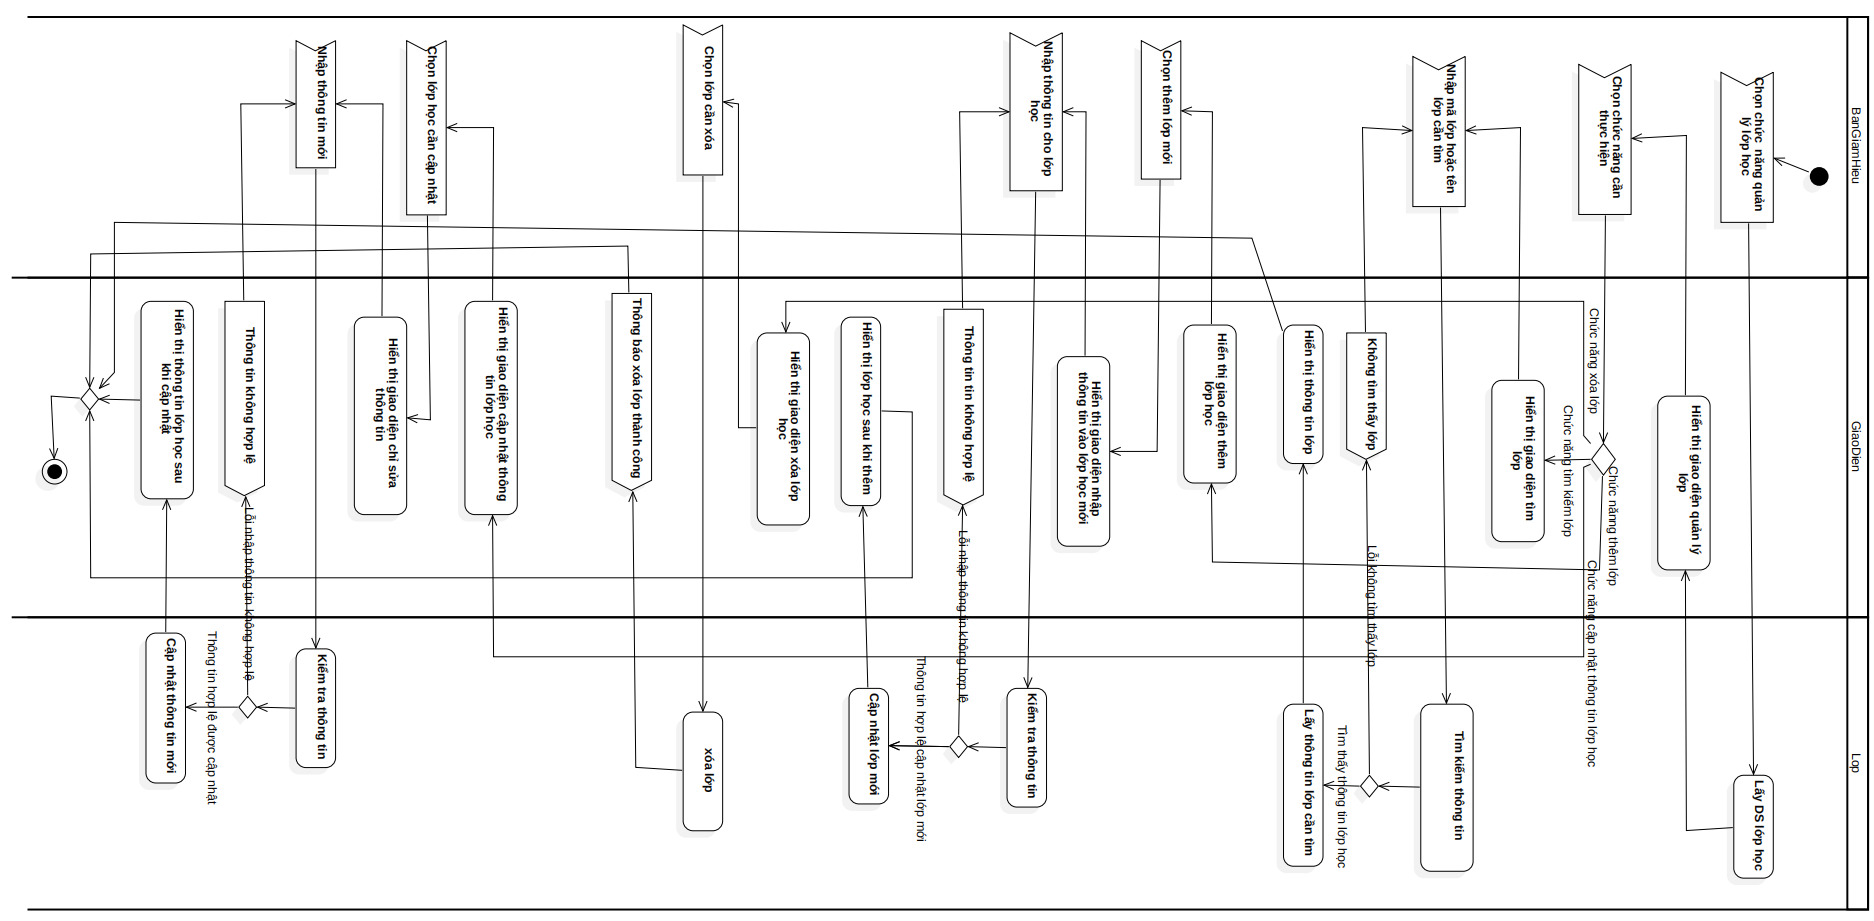 BanGiamHieu
GiaoDien
Lop
Chọn chức năng quản
lý lớp học
Lấy DS lớp học
Hiển thị giao diện quản lý
lớp
Chọn chức năng cần
thực hiện
Chức năng xóa lớp
Chức nănng thêm lớp
Chức năng tìm kiếm lớp
Chức năng cập nhật thông tin lớp học
Hiển thị giao diện tìm
lớp
Nhập mã lớp hoặc tên
lớp cần tìm
Tìm kiếm thông tin
Lỗi không tìm thấy lớp
Không tìm thấy lớp
Tìm thấy thông tin lớp học
Lấy thông tin lớp cần tìm
Hiển thị thông tin lớp
Hiển thị giao diện thêm
lớp học
Chọn thêm lớp mới
Hiển thị giao diện nhập
thông tin vào lớp học mới
Nhập thông tin cho lớp
học
Kiểm tra thông tin
Lỗi nhập thông tin không hợp lệ
Thông tin tin không hợp lệ
Thông tin hợp lệ cập nhật lớp mới
Cập nhật lớp mới
Hiển thị lớp học sau khi thêm
Hiển thị giao diện xóa lớp
học
Chọn lớp cần xóa
xóa lớp
Thông báo xóa lớp thành công
Hiển thị giao diện cập nhật thông
tin lớp học
Chọn lớp học cần cập nhật
Hiển thị giao diện chỉ sửa
thông tin
Nhập thông tin mới
Kiểm tra thông tin
Lỗi nhập thông tin không hợp lệ
Thông tin không hợp lệ
Thông tin hợp lệ được cập nhật
Cập nhật thông tin mới
Hiển thị thông tin lớp học sau
khi cập nhật